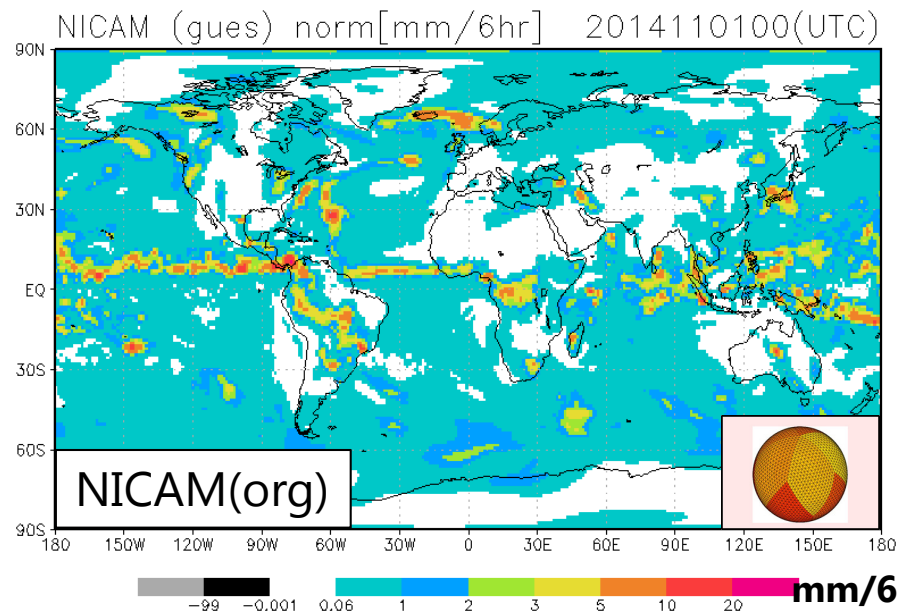 NICAM (gues) norm[mm/6hr] 2014110100(UTC)
90N
60N
30N
EQ
30S
60S
90S
NICAM(org)
180 150W 120W 90W 60W 30W 0 30E 60E 90E 120E 150E 180
-99 -0.001 0.06 1 2 3 5 10 20 mm/6